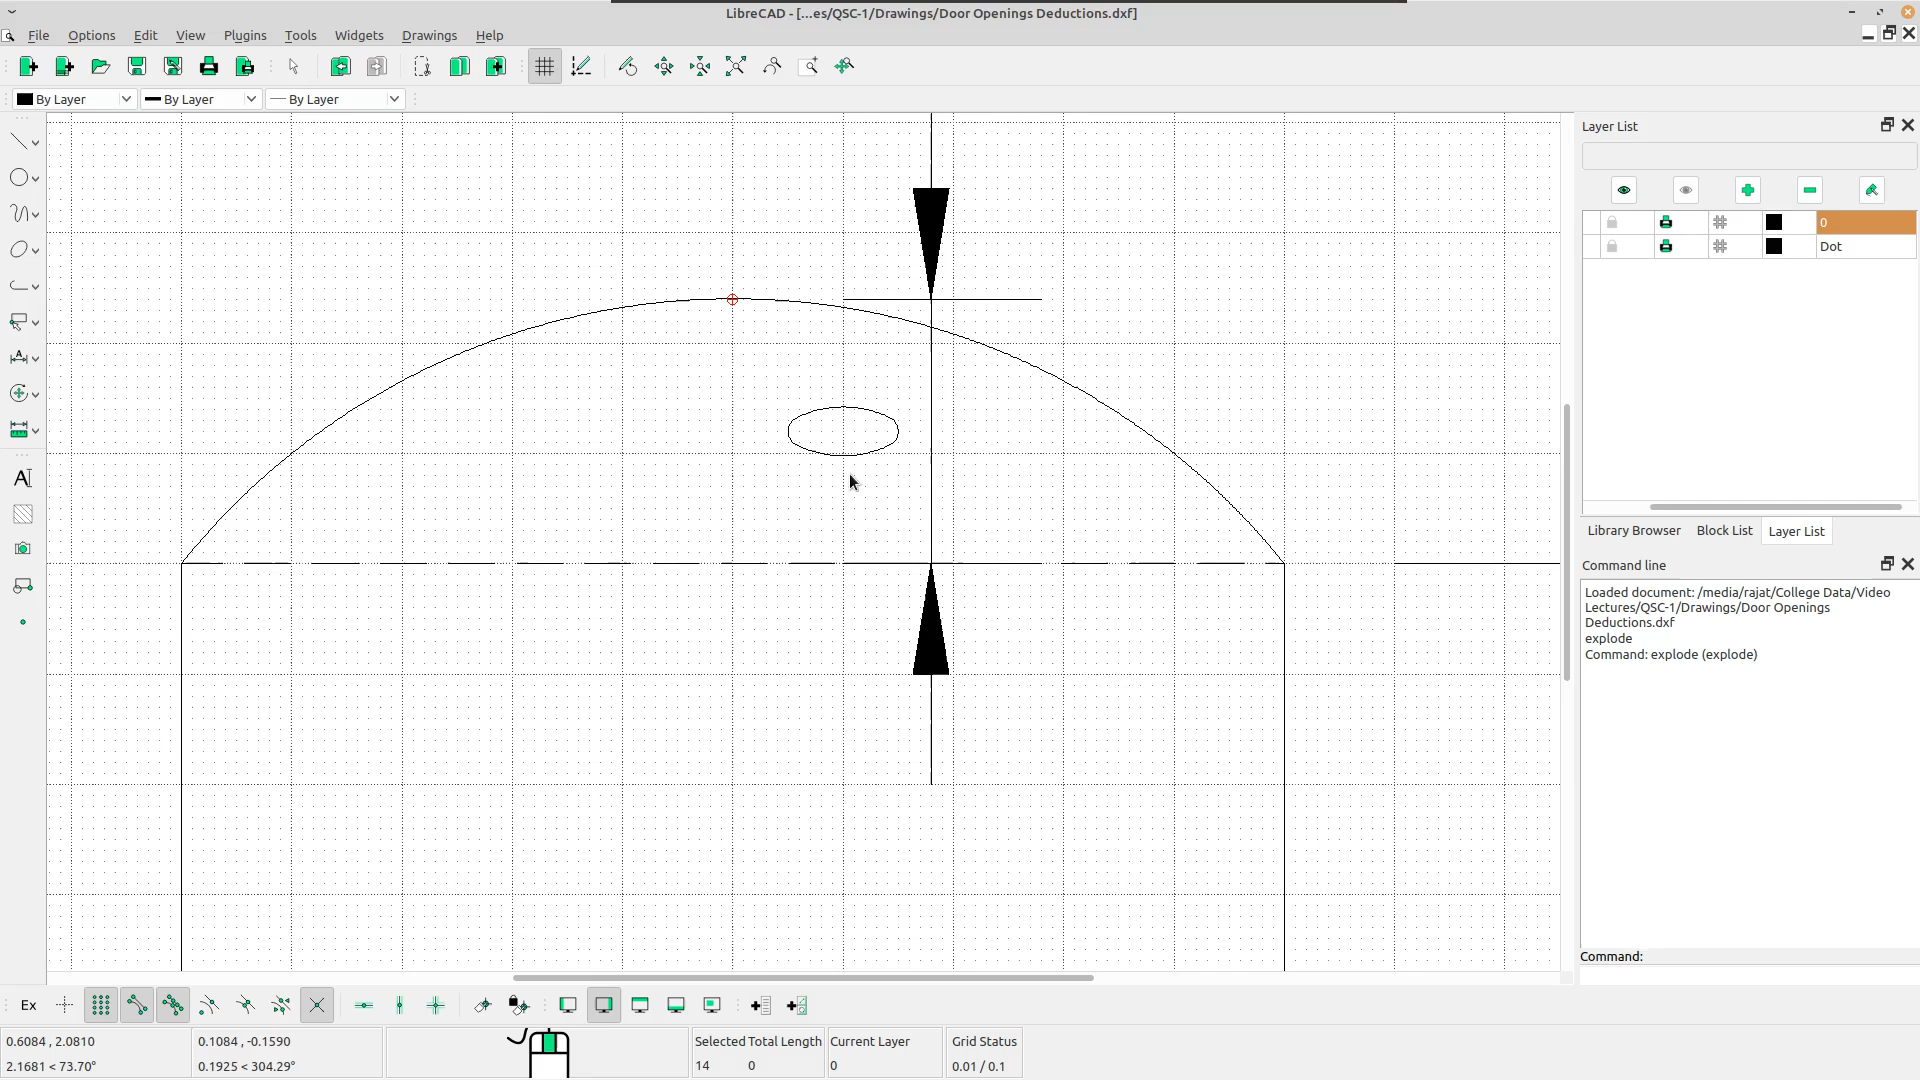 LibreCAD - [...es/QSC-1/Drawings/Door Openings Deductions.dxf]
File Options Edit View Plugins Tools Widgets Drawings Help
By Layer By Layer By Layer
Layer List
0
Dot
Library Browser Block List Layer List
Command line
Loaded document: /media/rajat/College Data/Video
Lectures/QSC-1/Drawings/Door Openings
Deductions.dxf
explode
Command: explode (explode)
Command:
Ex
0.6084 , 2.0810 0.1084 , -0.1590 Selected Total Length Current Layer Grid Status
2.1681 < 73.70° 0.1925 < 304.29° 14 0 0 0.01 / 0.1